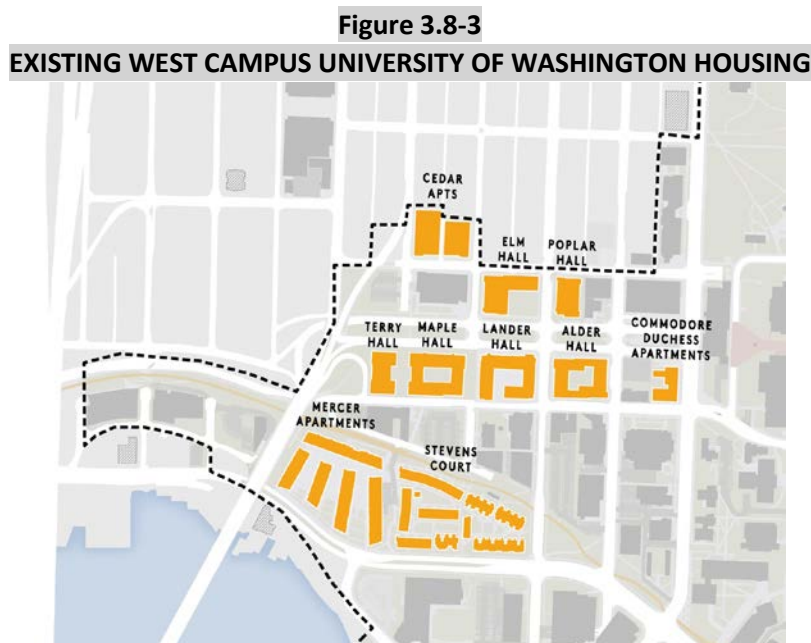 Figure 3.8-3
EXISTING WEST CAMPUS UNIVERSITY OF WASHINGTON HOUSING
CEDAR
APTS
ELM
HALL
POPLAR
HALL
TERRY
HALL
MAPLE
HALL
LANDER
HALL
ALDER
HALL
COMMODORE
DUCHESS
APARTMENTS
MERCER
APARTMENTS
STEVENS
COURT